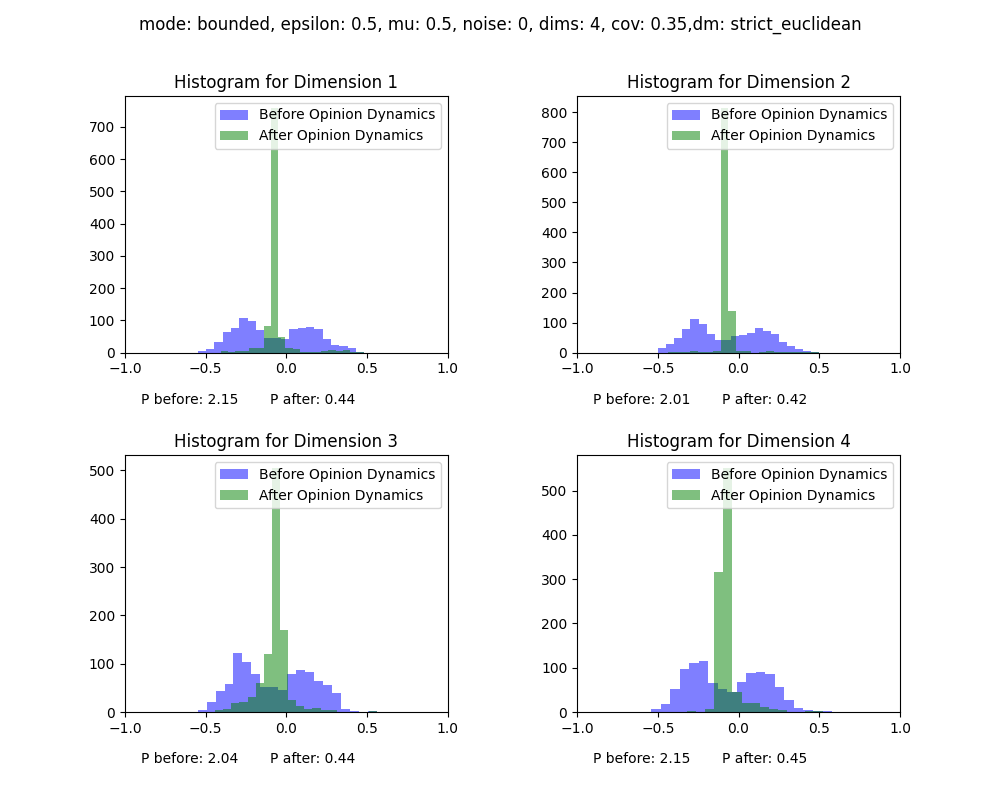 mode: bounded, epsilon: 0.5, mu: 0.5, noise: 0, dims: 4, cov: 0.35,dm: strict_euclidean
Histogram for Dimension 1
Before Opinion Dynamics
After Opinion Dynamics
700
600
500
400
300
200
100
0
−1.0 −0.5 0.0 0.5 1.0
P before: 2.15 P after: 0.44
Histogram for Dimension 2
Before Opinion Dynamics
After Opinion Dynamics
800
700
600
500
400
300
200
100
0
−1.0 −0.5 0.0 0.5 1.0
P before: 2.01 P after: 0.42
Histogram for Dimension 3
Before Opinion Dynamics
After Opinion Dynamics
500
400
300
200
100
0
−1.0 −0.5 0.0 0.5 1.0
P before: 2.04 P after: 0.44
Histogram for Dimension 4
Before Opinion Dynamics
After Opinion Dynamics
500
400
300
200
100
0
−1.0 −0.5 0.0 0.5 1.0
P before: 2.15 P after: 0.45